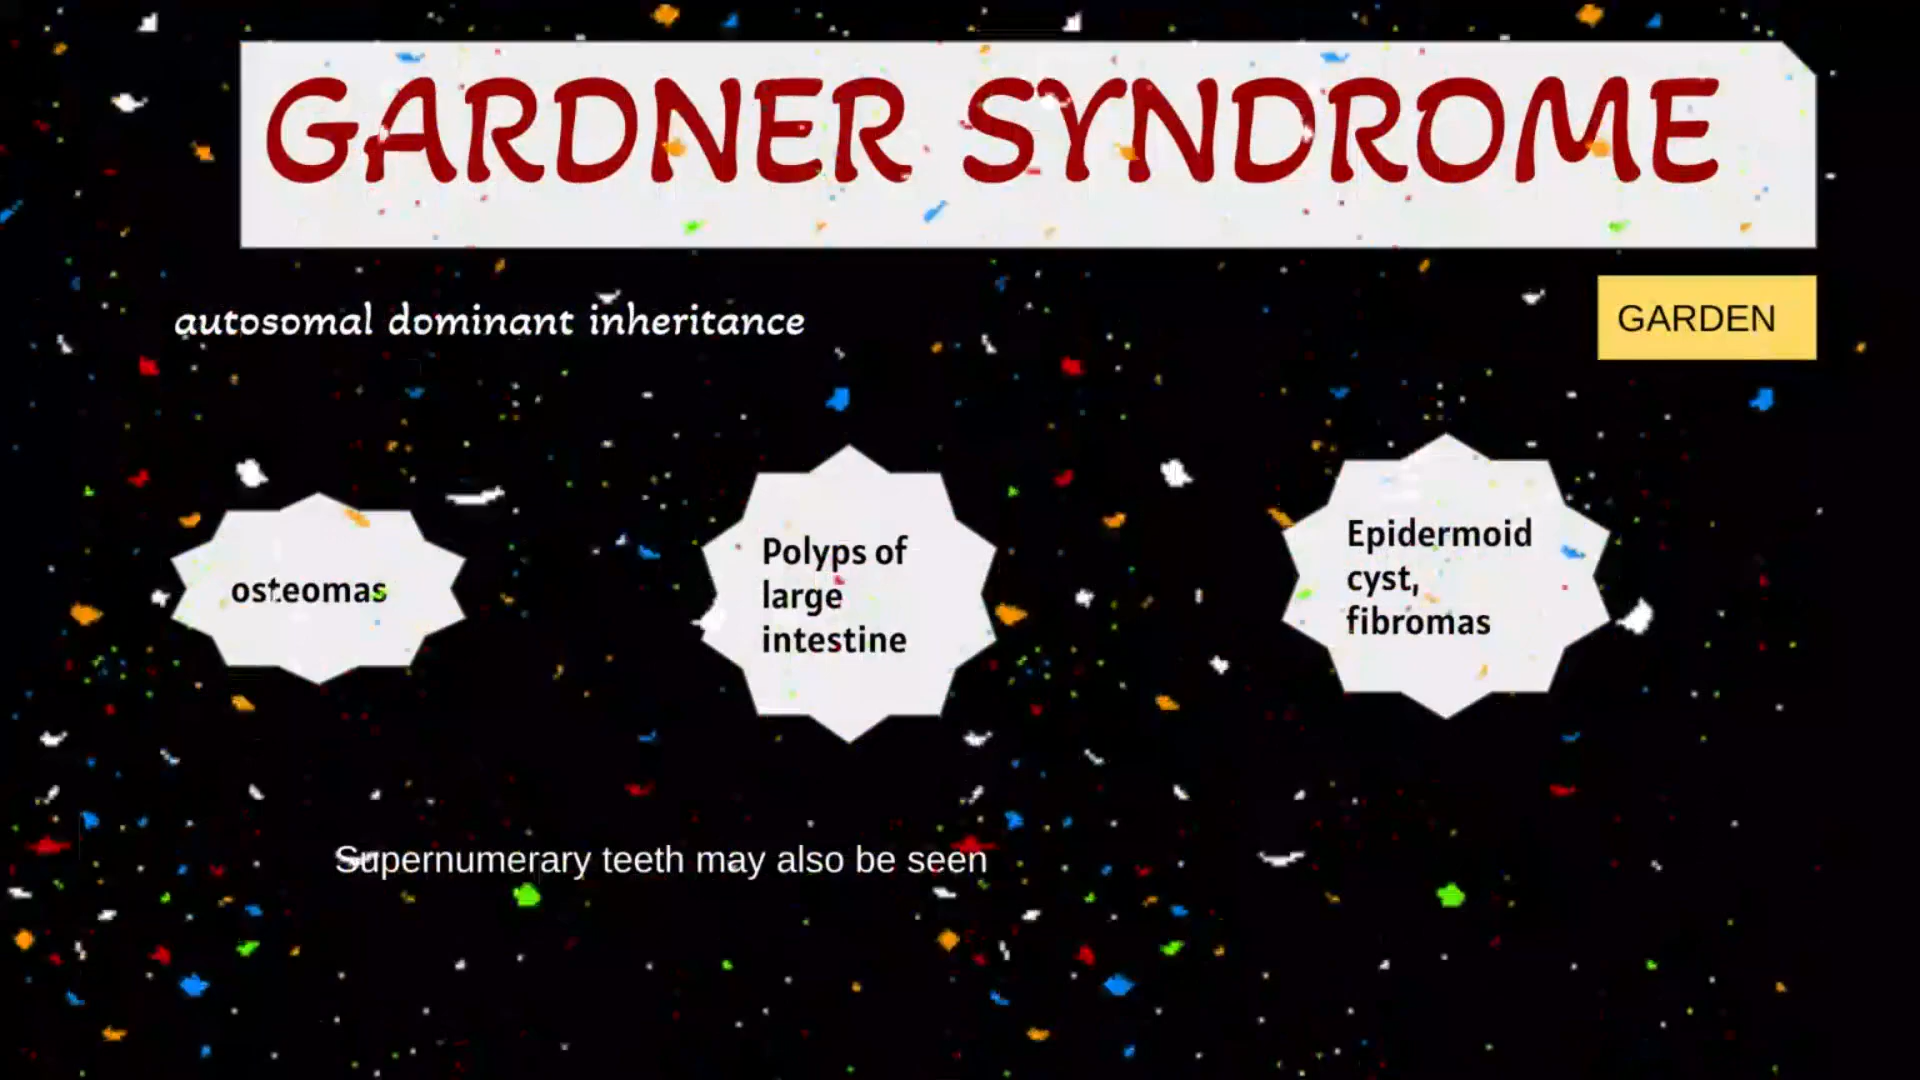 GARDNER SYNDROME
autosomal dominant inheritance
GARDEN
osteomas
Polyps of
large
intestine
Epidermoid
cyst,
fibromas
Supernumerary teeth may also be seen